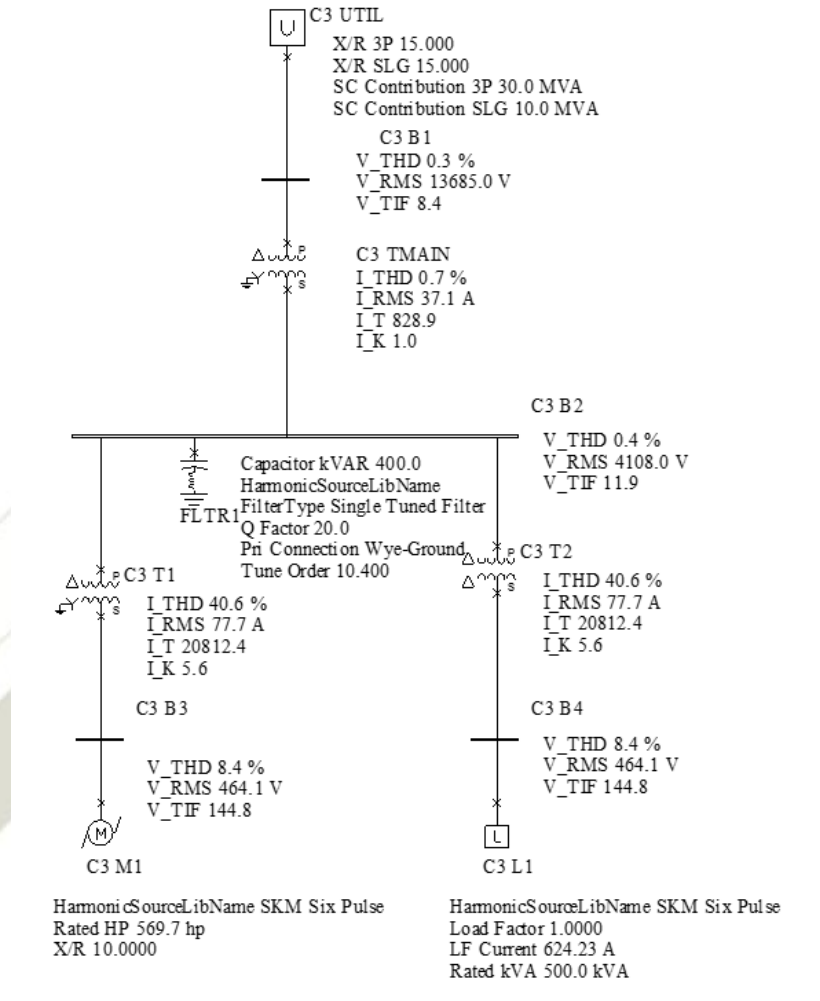 U
C3 UTIL
X/R 3P 15.000
X/R SLG 15.000
SC Contribution 3P 30.0 MVA
SC Contribution SLG 10.0 MVA
C3 B1
V_THD 0.3 %
V_RMS 13685.0 V
V_TIF 8.4
P
S
C3 TMAIN
I_THD 0.7 %
I_RMS 37.1 A
I_T 828.9
I_K 1.0
C3 B2
V_THD 0.4 %
V_RMS 4108.0 V
V_TIF 11.9
Capacitor kVAR 400.0
HarmonicSourceLibName
FilterType Single Tuned Filter
Q Factor 20.0
Pri Connection Wye-Ground
Tune Order 10.400
FLTR1
P
S
C3 T1
I_THD 40.6 %
I_RMS 77.7 A
I_T 20812.4
I_K 5.6
P
S
C3 T2
I_THD 40.6 %
I_RMS 77.7 A
I_T 20812.4
I_K 5.6
C3 B3
V_THD 8.4 %
V_RMS 464.1 V
V_TIF 144.8
C3 B4
V_THD 8.4 %
V_RMS 464.1 V
V_TIF 144.8
M
C3 M1
HarmonicSourceLibName SKM Six Pulse
Rated HP 569.7 hp
X/R 10.0000
L
C3 L1
HarmonicSourceLibName SKM Six Pulse
Load Factor 1.0000
LF Current 624.23 A
Rated kVA 500.0 kVA